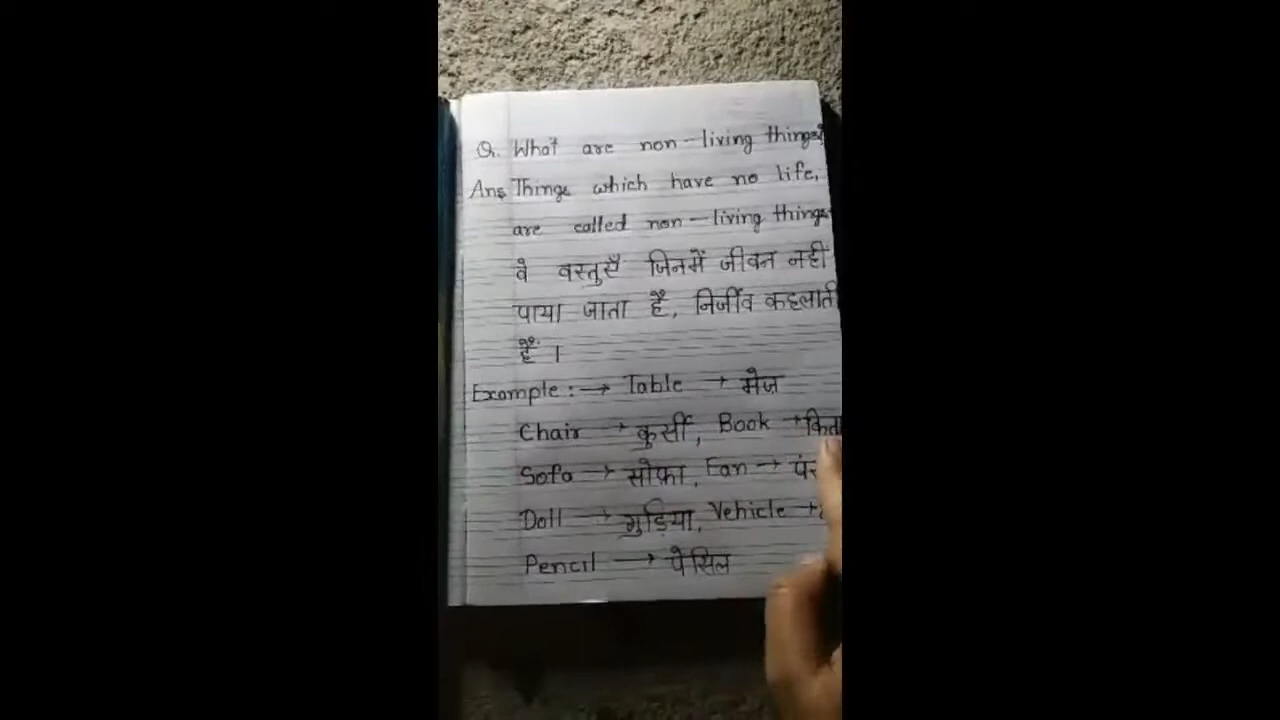 Q. What are non-living things?
Ans Things which have no life,
are called non-living things.
वे वस्तुएँ जिनमें जीवन नहीं
पाया जाता है, निर्जीव कहलाती
हैं ।
Example :→ Table → मेज़
Chair → कुर्सी, Book →
Sofa → सोफ़ा, Fan →
Doll → गुड़िया, Vehicle →
Pencil → पेंसिल